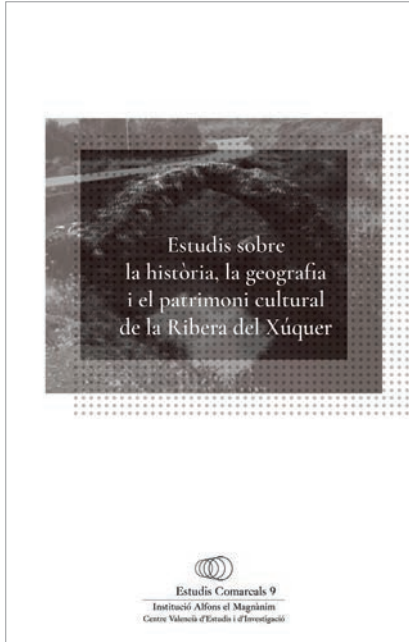 Estudis sobre
la història, la geografia
i el patrimoni cultural
de la Ribera del Xúquer
Estudis Comarcals 9
Institució Alfons el Magnànim
Centre Valencià d'Estudis i d'Investigació